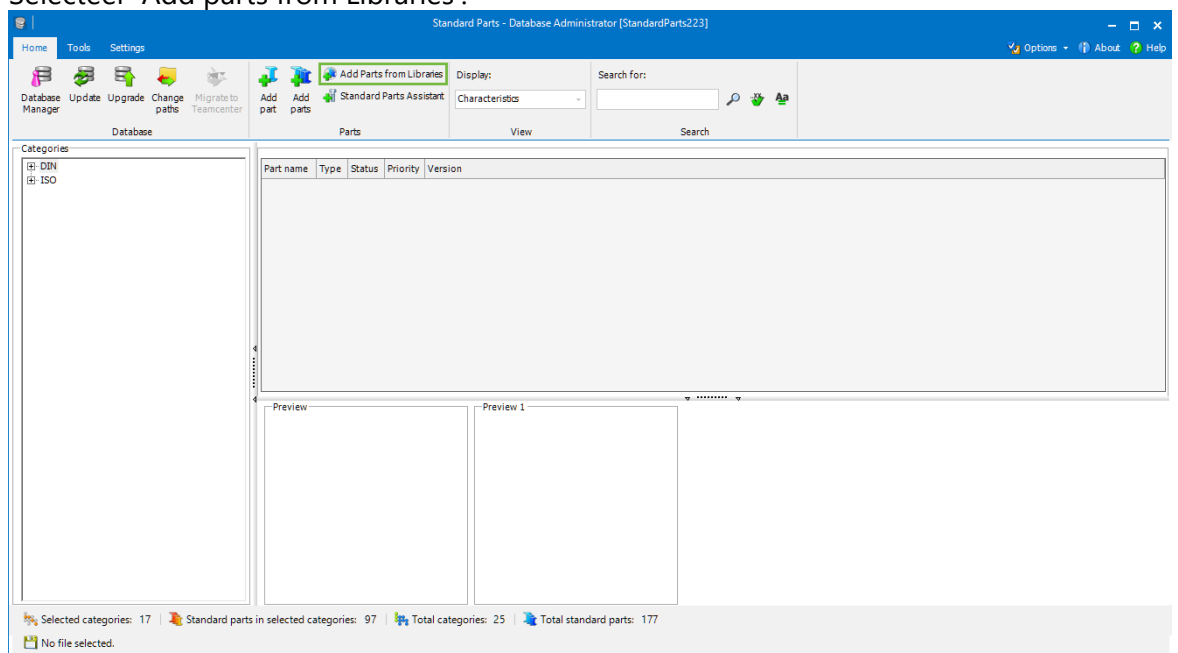 Selecteer 'Add parts from Libraries'.
Standard Parts - Database Administrator [StandardParts223]
Home Tools Settings Options About Help
Database Manager Update Upgrade Change paths Migrate to Teamcenter Add part Add parts Add Parts from Libraries Display: Search for:
Standard Parts Assistant Characteristics Aa
Database Parts View Search
Categories
DIN
ISO
Part name Type Status Priority Version
Preview Preview 1
Selected categories: 17 Standard parts in selected categories: 97 Total categories: 25 Total standard parts: 177
No file selected.